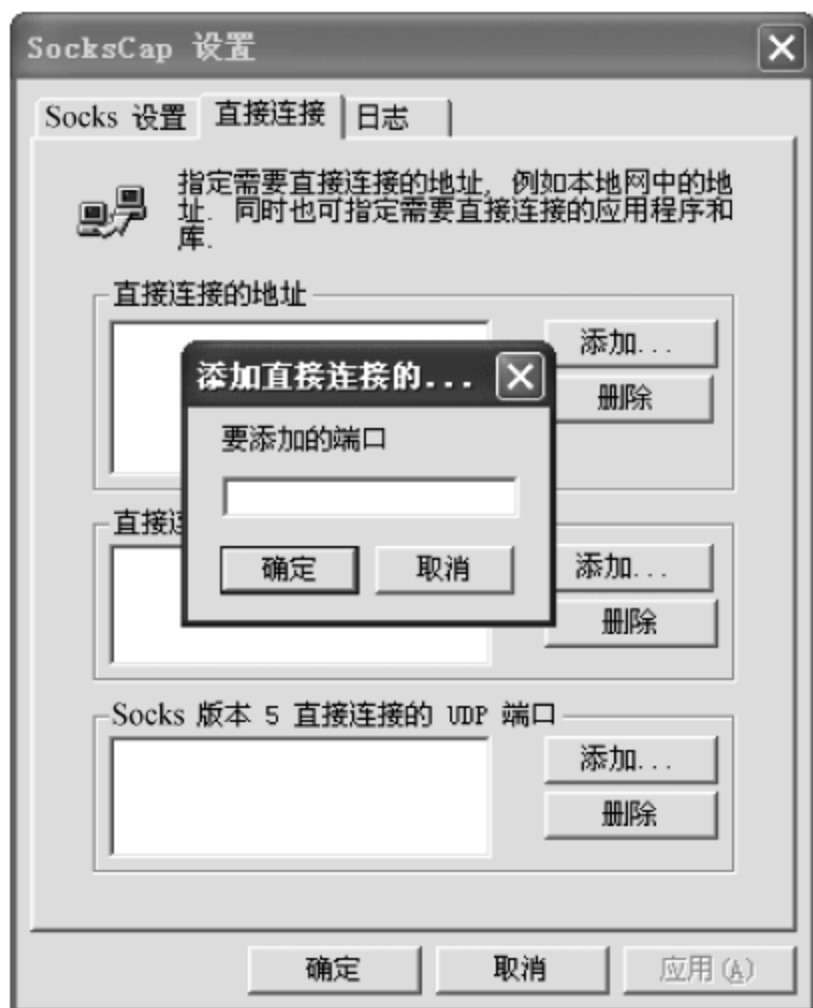 SocksCap 设置
Socks 设置 直接连接 日志
指定需要直接连接的地址, 例如本地网中的地
址. 同时也可指定需要直接连接的应用程序和
库.
直接连接的地址
添加...
删除
添加直接连接的...
要添加的端口
确定 取消
直接连
添加...
删除
Socks 版本 5 直接连接的 UDP 端口
添加...
删除
确定 取消 应用(A)